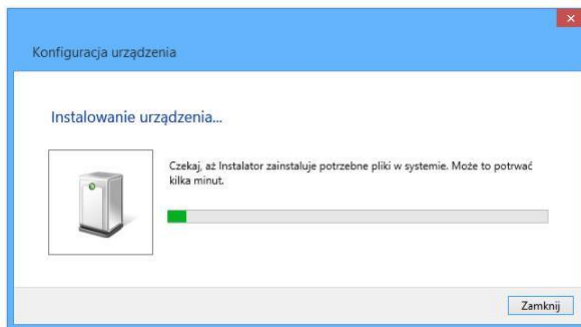 Konfiguracja urządzenia
Instalowanie urządzenia...
Czekaj, aż Instalator zainstaluje potrzebne pliki w systemie. Może to potrwać
kilka minut.
Zamknij